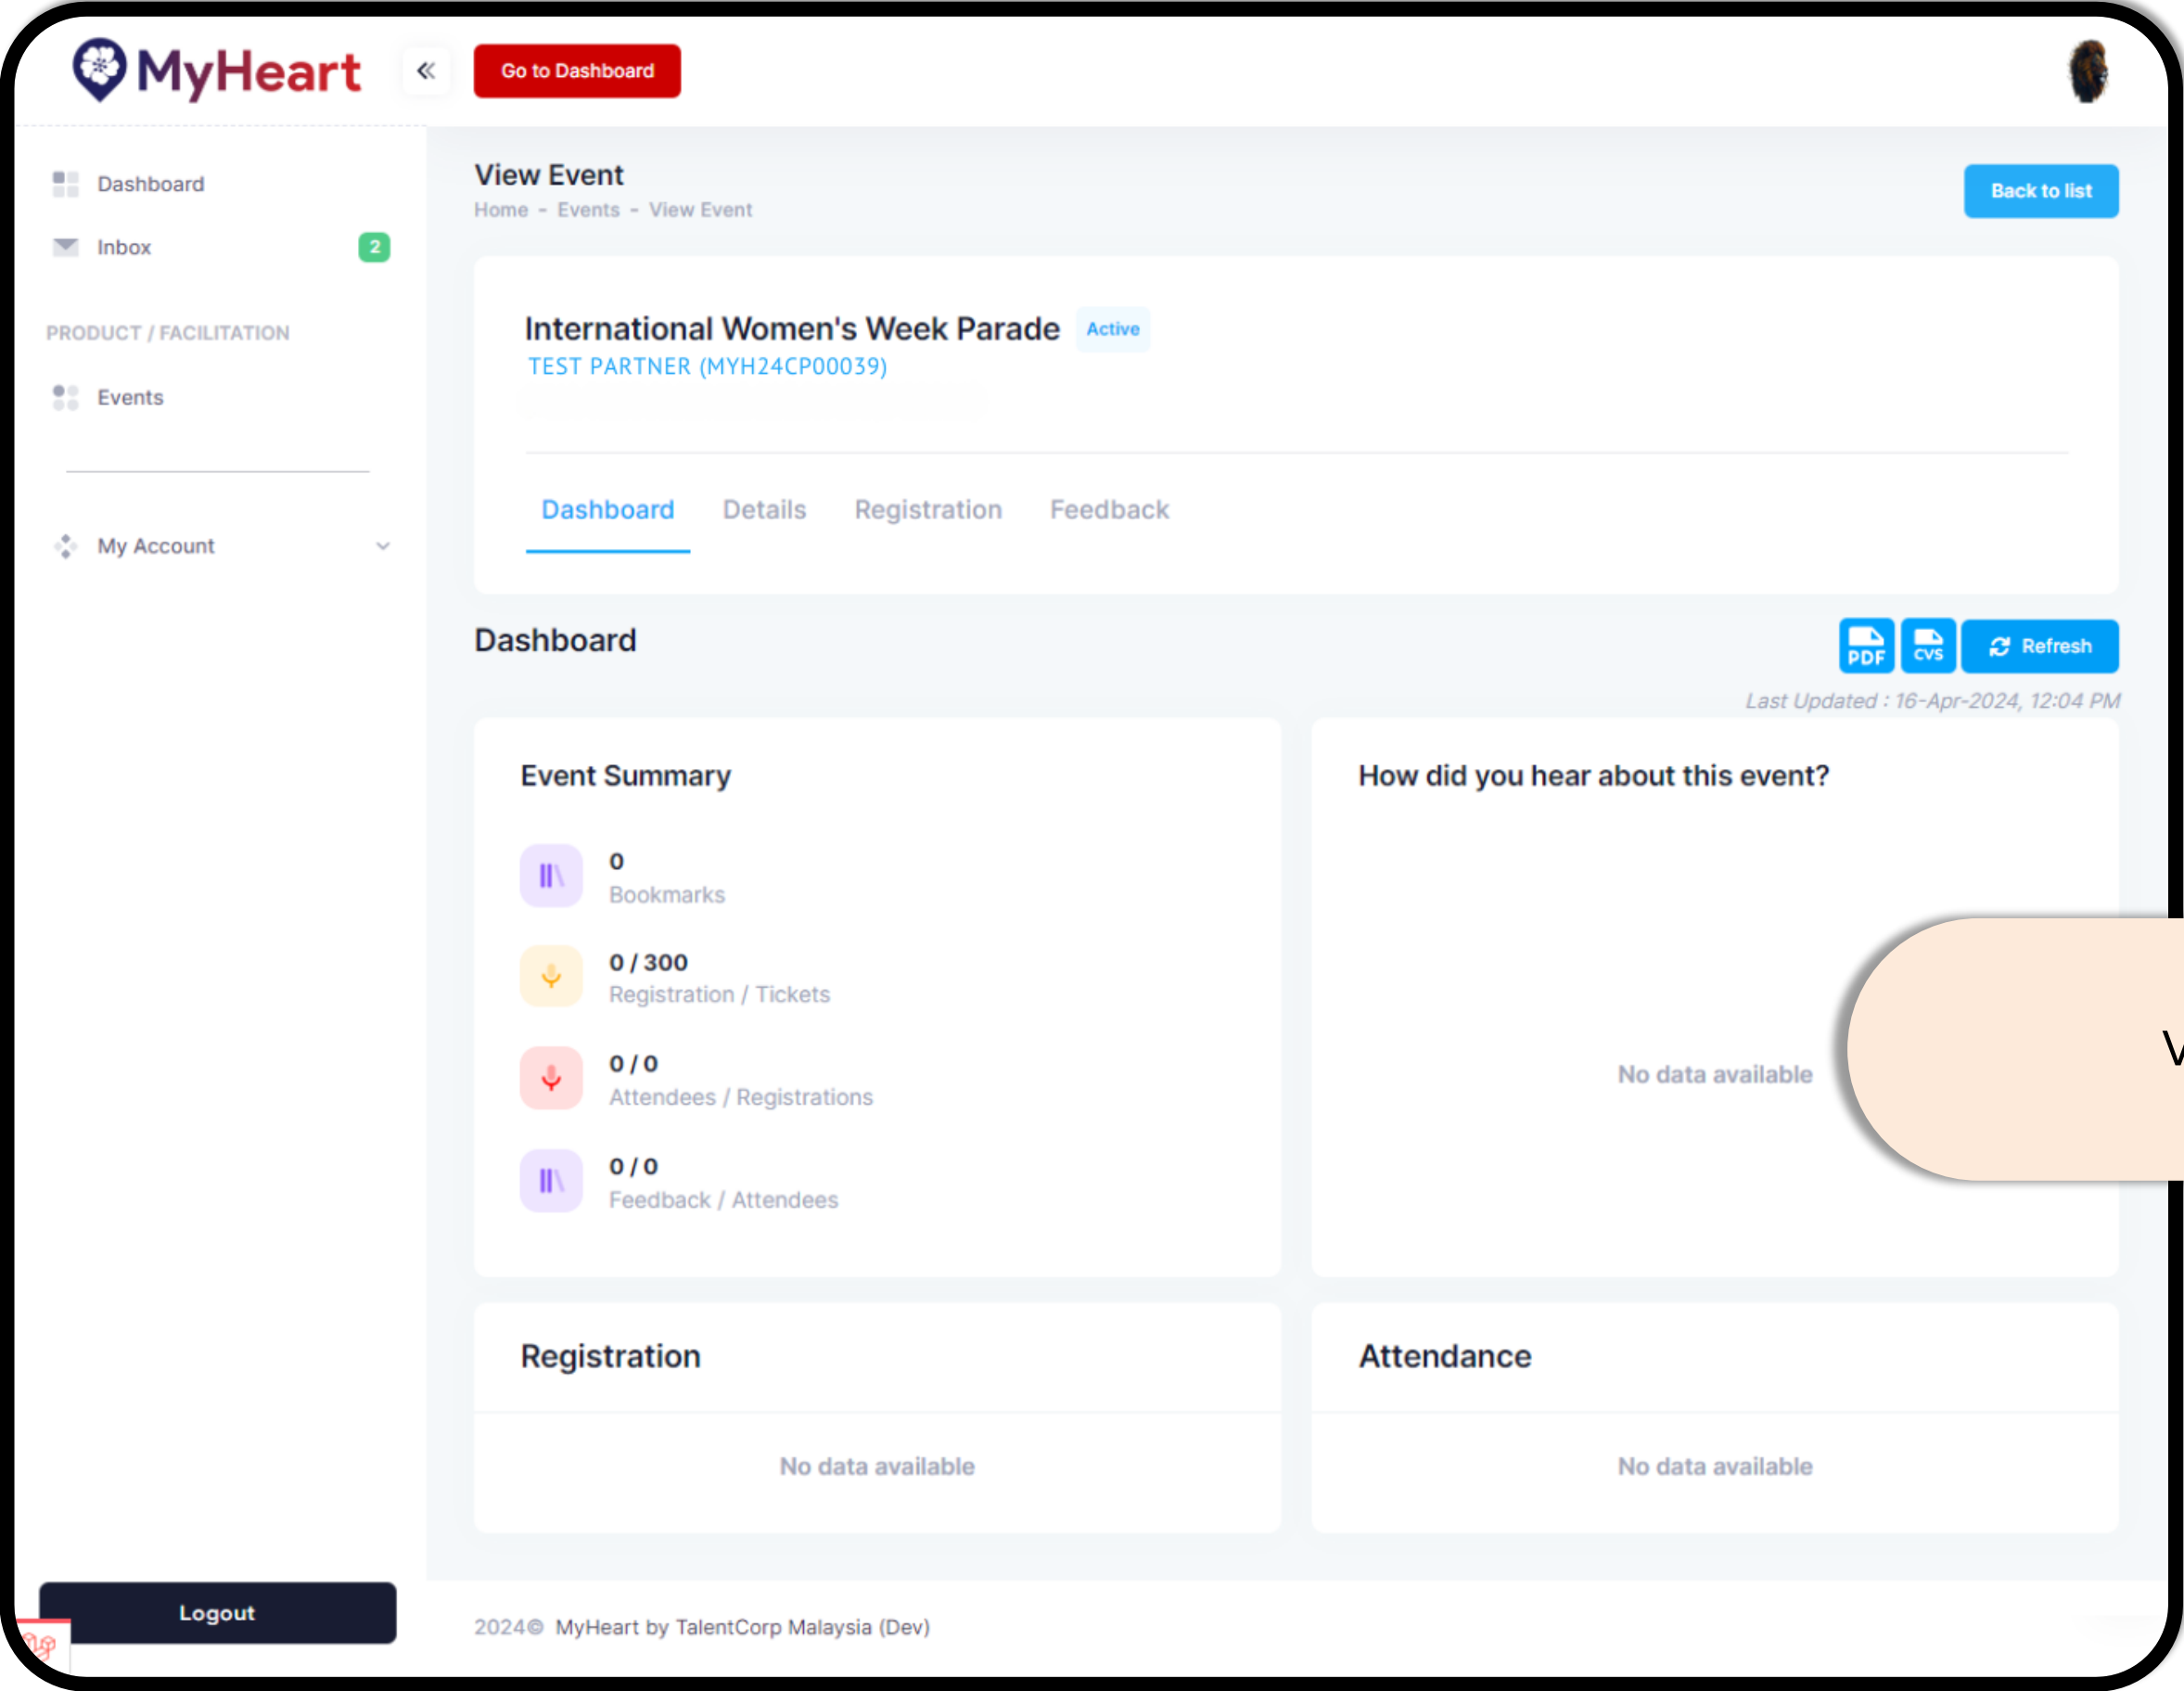 MyHeart
Go to Dashboard
Dashboard
Inbox
2
PRODUCT / FACILITATION
Events
My Account
Logout
View Event
Home - Events - View Event
Back to list
International Women's Week Parade
Active
TEST PARTNER (MYH24CP00039)
Dashboard Details Registration Feedback
Dashboard
PDF
CVS
Refresh
Last Updated : 16-Apr-2024, 12:04 PM
Event Summary
0
Bookmarks
0 / 300
Registration / Tickets
0 / 0
Attendees / Registrations
0 / 0
Feedback / Attendees
How did you hear about this event?
No data available
Registration
No data available
Attendance
No data available
2024© MyHeart by TalentCorp Malaysia (Dev)